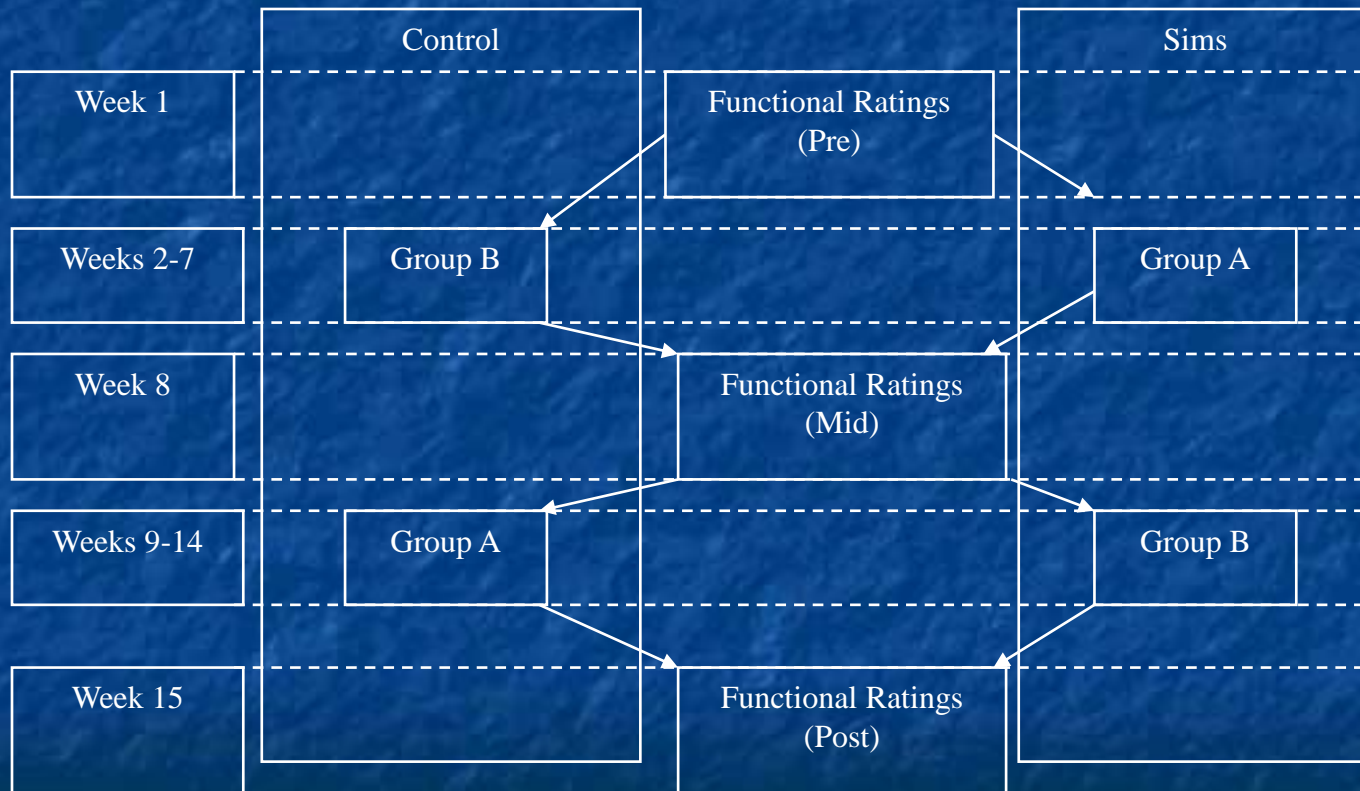 Control
Sims
Week 1
Functional Ratings
(Pre)
Weeks 2-7
Group B
Group A
Week 8
Functional Ratings
(Mid)
Weeks 9-14
Group A
Group B
Week 15
Functional Ratings
(Post)